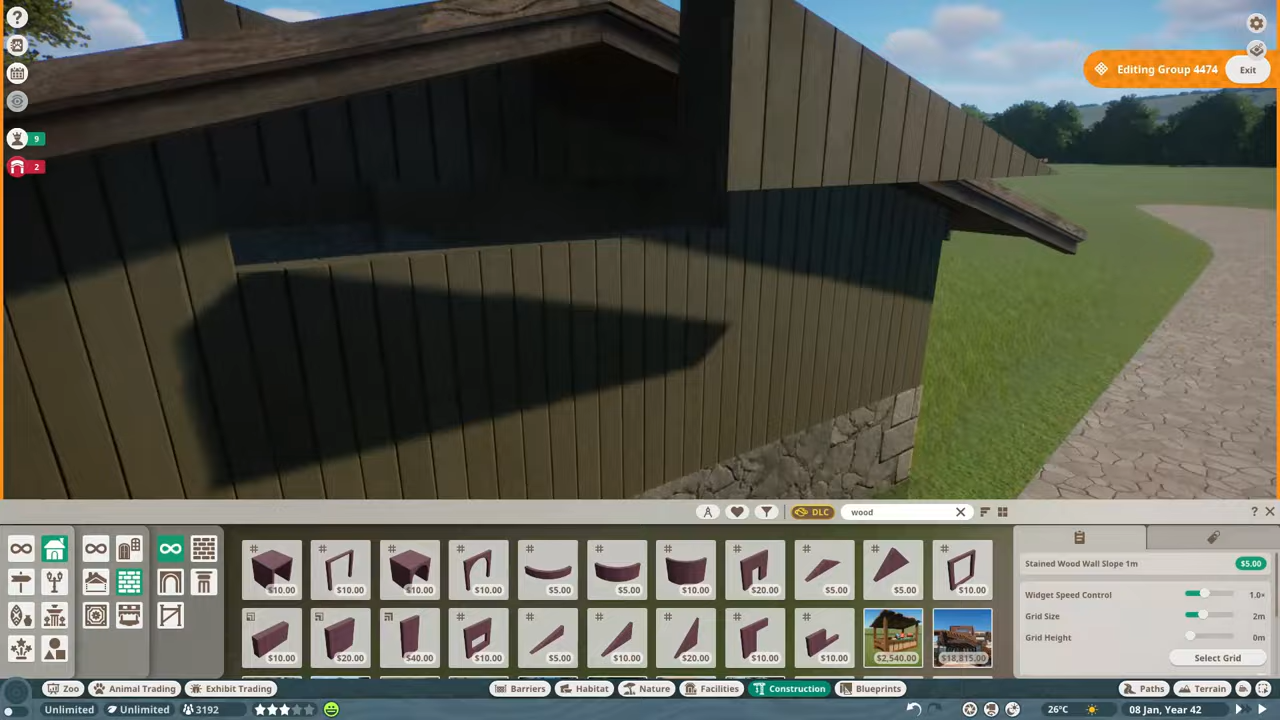 Editing Group 4474
Exit
9
2
DLC
wood
$10.00
$10.00
$10.00
$10.00
$5.00
$5.00
$10.00
$20.00
$5.00
$5.00
$10.00
$10.00
$20.00
$40.00
$10.00
$5.00
$10.00
$20.00
$10.00
$10.00
$2,540.00
$18,815.00
Stained Wood Wall Slope 1m
$5.00
Widget Speed Control
1.0×
Grid Size
2m
Grid Height
0m
Select Grid
Zoo
Animal Trading
Exhibit Trading
Barriers
Habitat
Nature
Facilities
Construction
Blueprints
Paths
Terrain
Unlimited
Unlimited
3192
26°C
08 Jan, Year 42